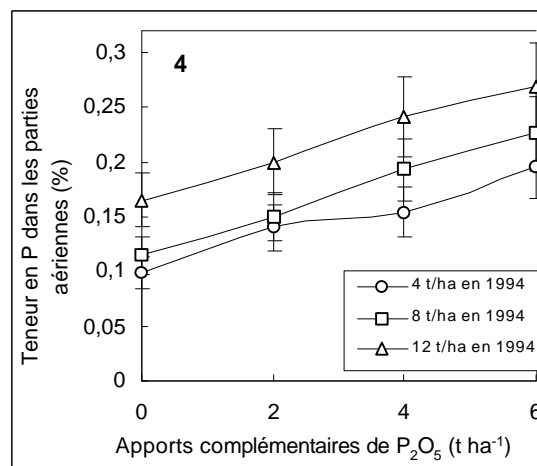 4
0,3
0,25
0,2
0,15
0,1
0,05
0
Teneur en P dans les parties
aériennes (%)
4 t/ha en 1994
8 t/ha en 1994
12 t/ha en 1994
0 2 4 6
Apports complémentaires de P₂O₅ (t ha⁻¹)